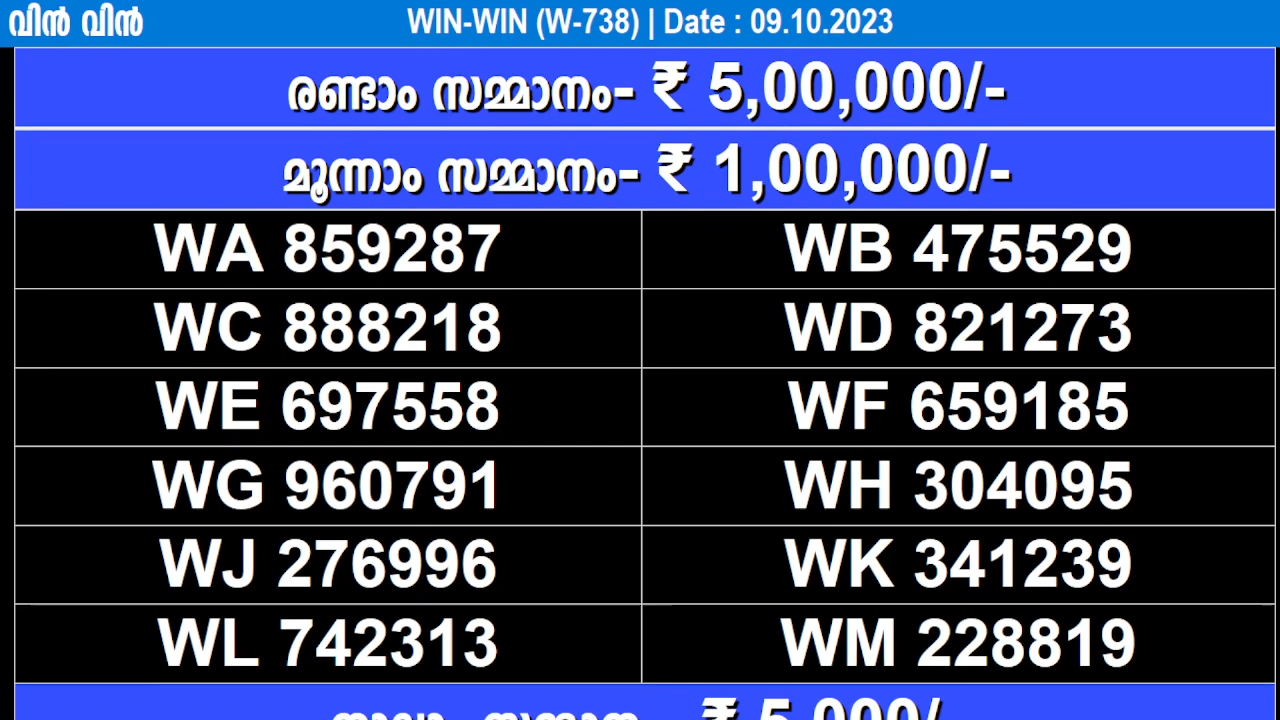 വിൻ വിൻ WIN-WIN (W-738) | Date : 09.10.2023
രണ്ടാം സമ്മാനം- ₹ 5,00,000/-
മൂന്നാം സമ്മാനം- ₹ 1,00,000/-
WA 859287 WB 475529
WC 888218 WD 821273
WE 697558 WF 659185
WG 960791 WH 304095
WJ 276996 WK 341239
WL 742313 WM 228819
₹ 5,000/-